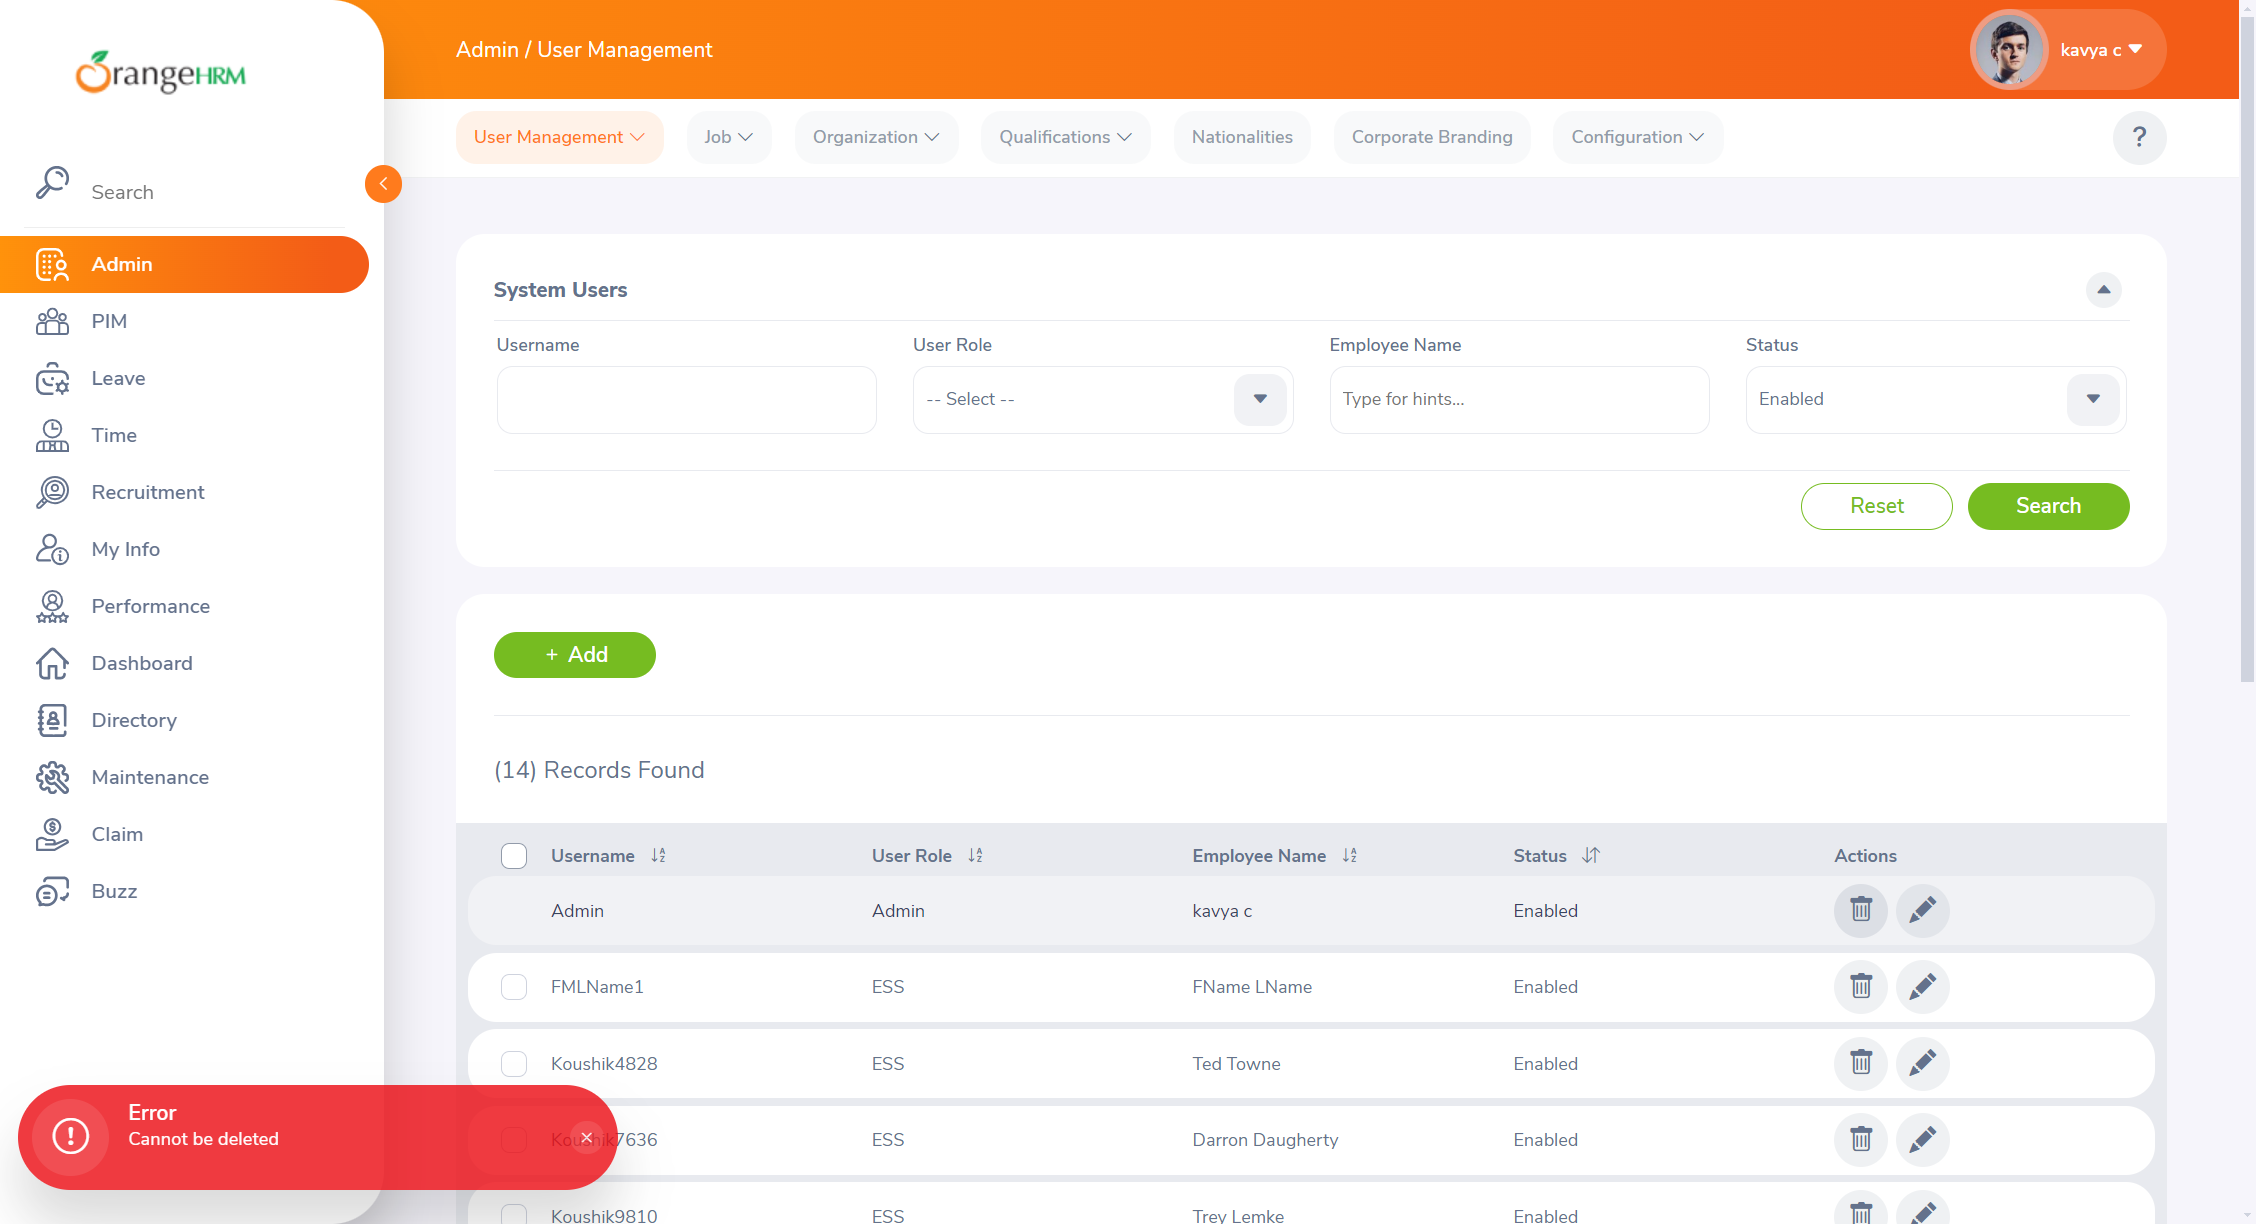 OrangeHRM
Admin / User Management
kavya c
Search
Admin
PIM
Leave
Time
Recruitment
My Info
Performance
Dashboard
Directory
Maintenance
Claim
Buzz
User Management
Job
Organization
Qualifications
Nationalities
Corporate Branding
Configuration
?
System Users
Username
User Role
Employee Name
Status
-- Select --
Type for hints...
Enabled
Reset
Search
+ Add
(14) Records Found
Username User Role Employee Name Status Actions
Admin Admin kavya c Enabled
FMLName1 ESS FName LName Enabled
Koushik4828 ESS Ted Towne Enabled
Koushik7636 ESS Darron Daugherty Enabled
Koushik9810 ESS Trey Lemke Enabled
Error
Cannot be deleted